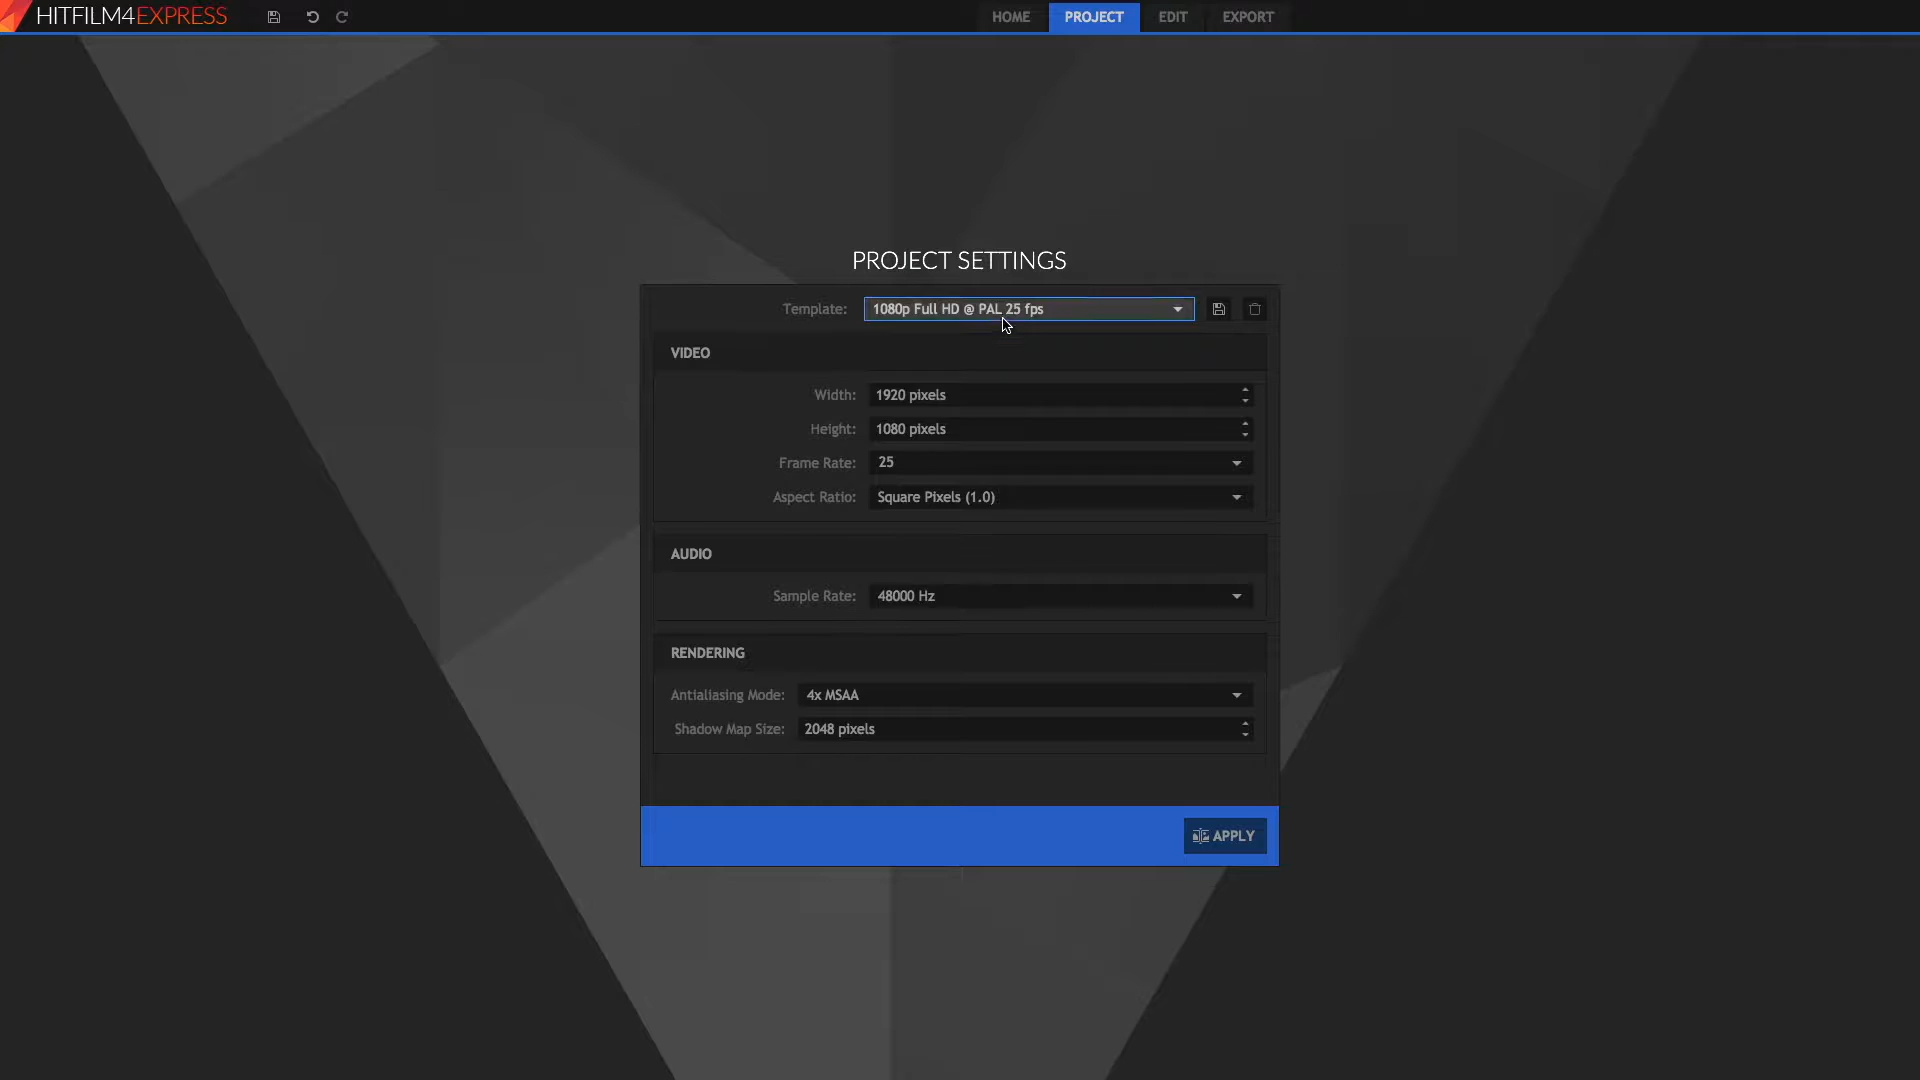 HITFILM4EXPRESS
HOME PROJECT EDIT EXPORT
PROJECT SETTINGS
Template: 1080p Full HD @ PAL 25 fps
VIDEO
Width: 1920 pixels
Height: 1080 pixels
Frame Rate: 25
Aspect Ratio: Square Pixels (1.0)
AUDIO
Sample Rate: 48000 Hz
RENDERING
Antialiasing Mode: 4x MSAA
Shadow Map Size: 2048 pixels
APPLY